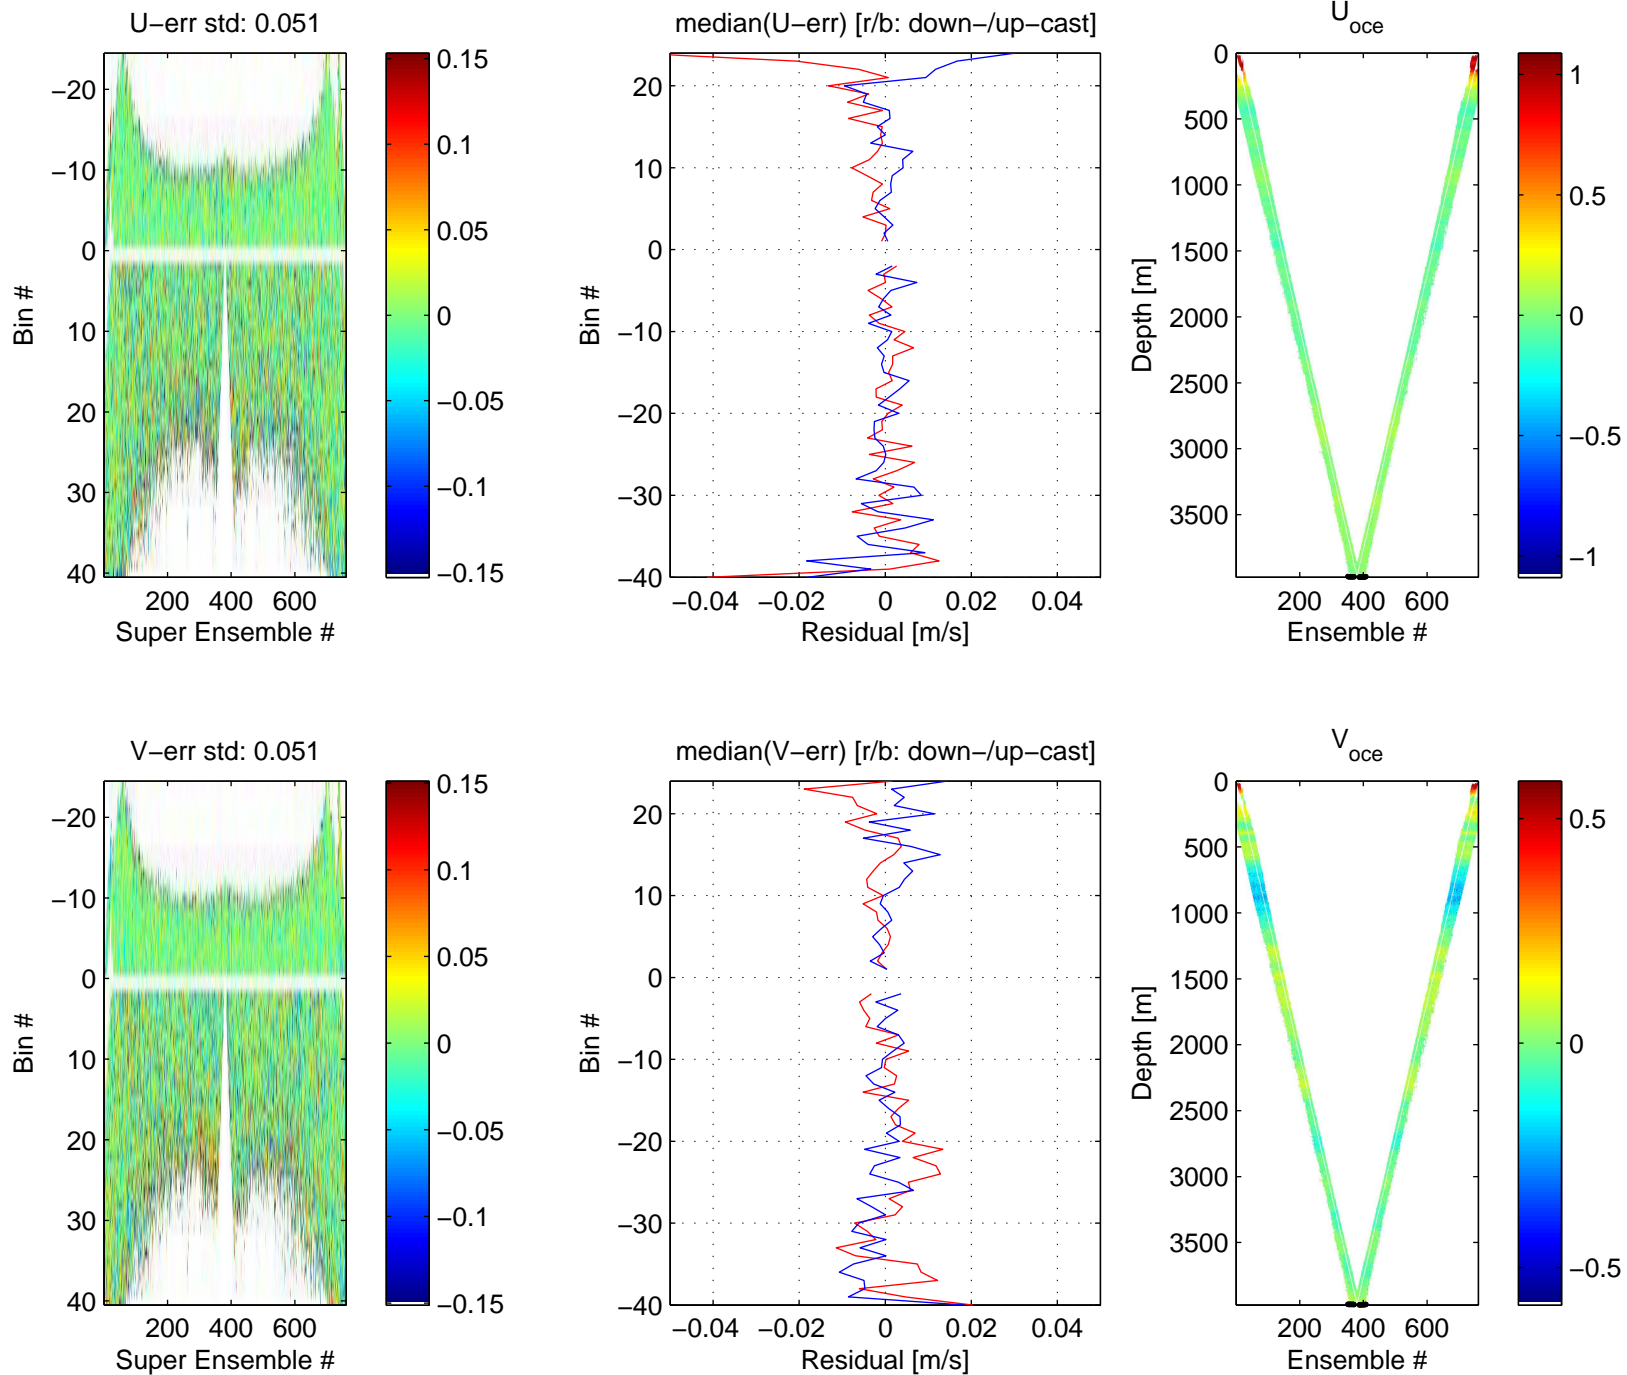 U−err std: 0.051
−20
−10
0
10
20
30
40
Bin #
200 400 600
Super Ensemble #
0.15
0.1
0.05
0
−0.05
−0.1
−0.15
median(U−err) [r/b: down−/up−cast]
20
10
0
−10
−20
−30
−40
Bin #
−0.04 −0.02 0 0.02 0.04
Residual [m/s]
U oce
0
500
1000
1500
2000
2500
3000
3500
Depth [m]
200 400 600
Ensemble #
1
0.5
0
−0.5
−1
V−err std: 0.051
−20
−10
0
10
20
30
40
Bin #
200 400 600
Super Ensemble #
0.15
0.1
0.05
0
−0.05
−0.1
−0.15
median(V−err) [r/b: down−/up−cast]
20
10
0
−10
−20
−30
−40
Bin #
−0.04 −0.02 0 0.02 0.04
Residual [m/s]
V oce
0
500
1000
1500
2000
2500
3000
3500
Depth [m]
200 400 600
Ensemble #
0.5
0
−0.5